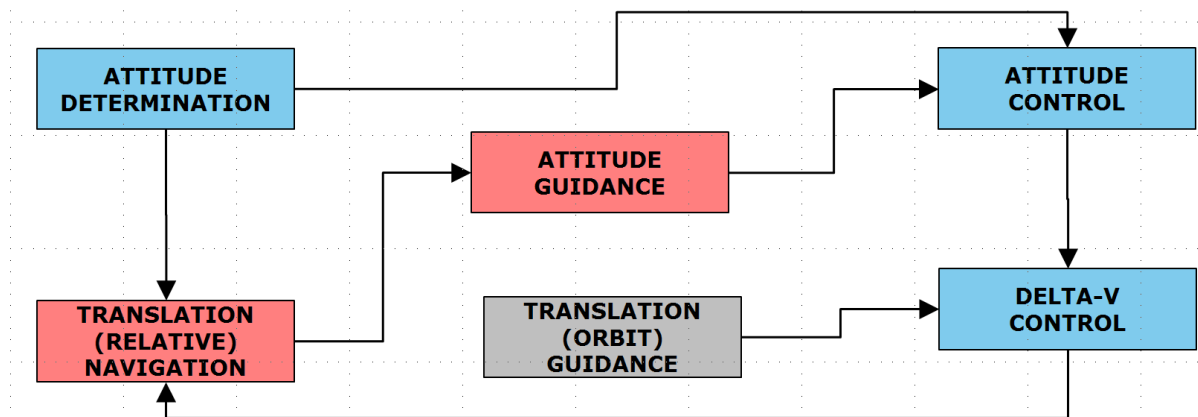 ATTITUDE
DETERMINATION
ATTITUDE
CONTROL
ATTITUDE
GUIDANCE
TRANSLATION
(RELATIVE)
NAVIGATION
TRANSLATION
(ORBIT)
GUIDANCE
DELTA-V
CONTROL